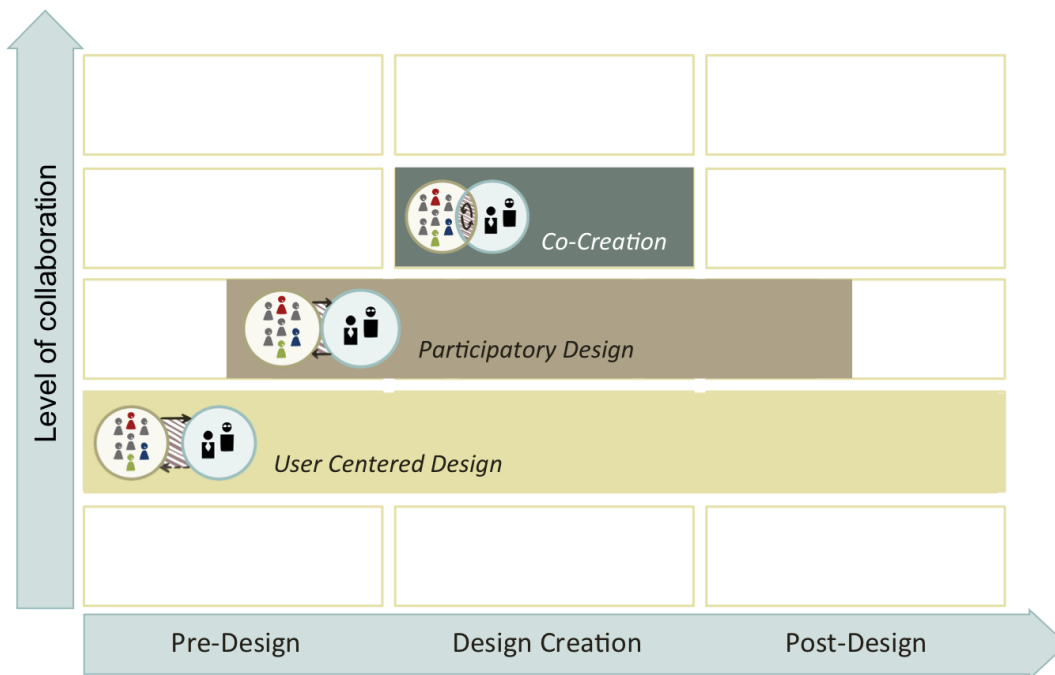 Level of collaboration
Co-Creation
Participatory Design
User Centered Design
Pre-Design
Design Creation
Post-Design